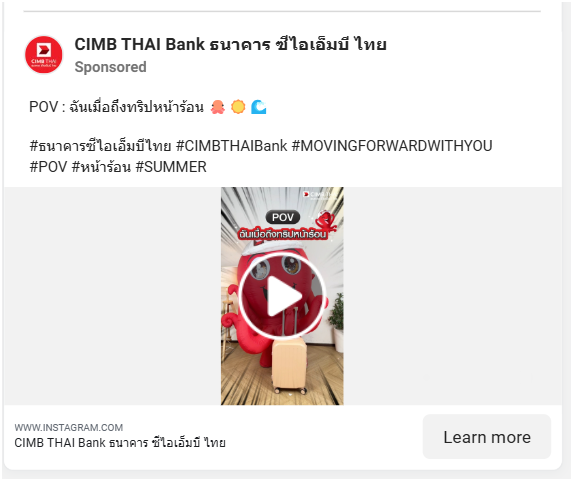 CIMB THAI Bank ธนาคาร ซีไอเอ็มบี ไทย
Sponsored
POV : ฉันเมื่อถึงทริปหน้าร้อน 🐙 🌞 🌊
#ธนาคารซีไอเอ็มบีไทย #CIMBTHAIBank #MOVINGFORWARDWITHYOU
#POV #หน้าร้อน #SUMMER
CIMB THAI
POV
ฉันเมื่อถึงทริปหน้าร้อน
WWW.INSTAGRAM.COM
CIMB THAI Bank ธนาคาร ซีไอเอ็มบี ไทย
Learn more